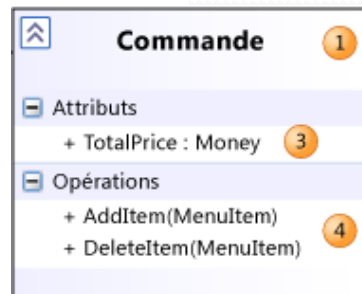 Commande 1
Attributs
+ TotalPrice : Money 3
Opérations
+ AddItem(MenuItem)
4
+ DeleteItem(MenuItem)